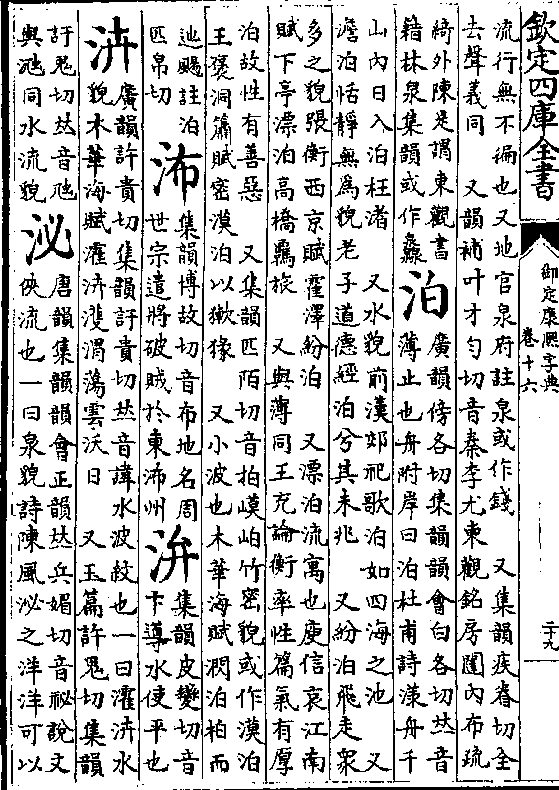 欽定四庫全書
御定康熙字典
卷十六
二十九
流行無不徧也又地官泉府註泉或作錢　又集韻疾眷切全
去聲義同　又韻補叶才勻切音秦李尤東觀銘房闥內布疏
綺外陳是謂東觀書
籍林泉集韻或作灥
泊
廣韻傍各切集韻韻會白各切𠀤音
薄止也舟附岸曰泊杜甫詩漾舟千
山內日入泊枉渚　又水貌前漢郊祀歌泊如四海之池　又
澹泊恬靜無為貌老子道德經泊兮其未兆　又紛泊飛走衆
多之貌張衡西京賦霍澤紛泊　又漂泊流寓也庾信哀江南
賦下亭漂泊高橋羈旅　又與薄同王充論衡率性篇氣有厚
泊故性有善惡　又集韻匹陌切音拍㠔岶竹密貌或作漠泊
王褒洞簫賦密漠泊以獥㺔　又小波也木華海賦潤泊柏而
迆颺註泊
匹帛切
㳍
集韻博故切音布地名周
世宗遣將破賊於東㳍州
㳎
集韻皮變切音
卞導水使平也
泋
廣韻許貴切集韻訏貴切𠀤音諱水波紋也一曰濯泋水
貌木華海賦濯泋濩渭蕩雲沃日　又玉篇許鬼切集韻
訏鬼切𠀤音虺
與㴢同水流貌
泌
唐韻集韻韻會正韻𠀤兵媚切音祕說文
俠流也一曰泉貌詩陳風泌之洋洋可以